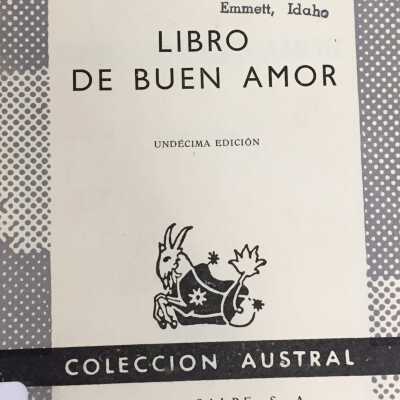 Emmett, Idaho
LIBRO
DE BUEN AMOR
UNDÉCIMA EDICIÓN
COLECCION AUSTRAL
S. A.